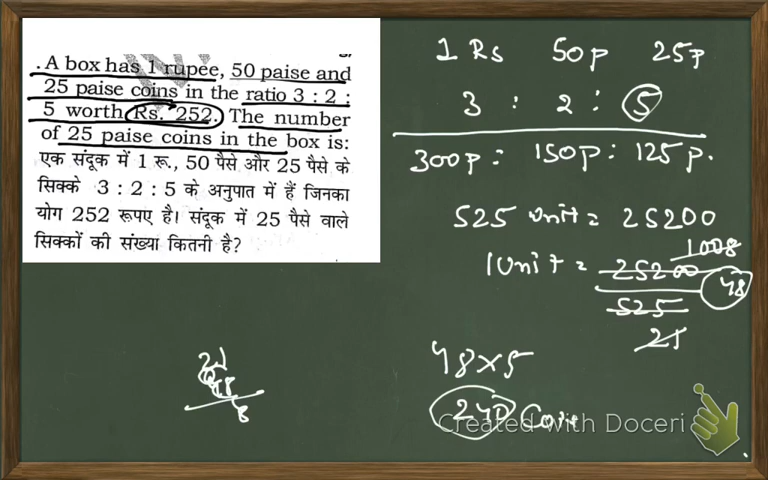 . A box has 1 rupee, 50 paise and
25 paise coins in the ratio 3 : 2 :
5 worth Rs. 252. The number
of 25 paise coins in the box is:
एक संदूक में 1 रू, 50 पैसे और 25 पैसे के
सिक्के 3 : 2 : 5 के अनुपात में हैं जिनका
योग 252 रूपए है। संदूक में 25 पैसे वाले
सिक्कों की संख्या कितनी है?
1 Rs 50p 25p
3 : 2 : 5
300p : 150p : 125p.
525 Unit = 25200
1008
1 Unit = 25200
48
525
21
48×5
240 Coin
Created with Doceri